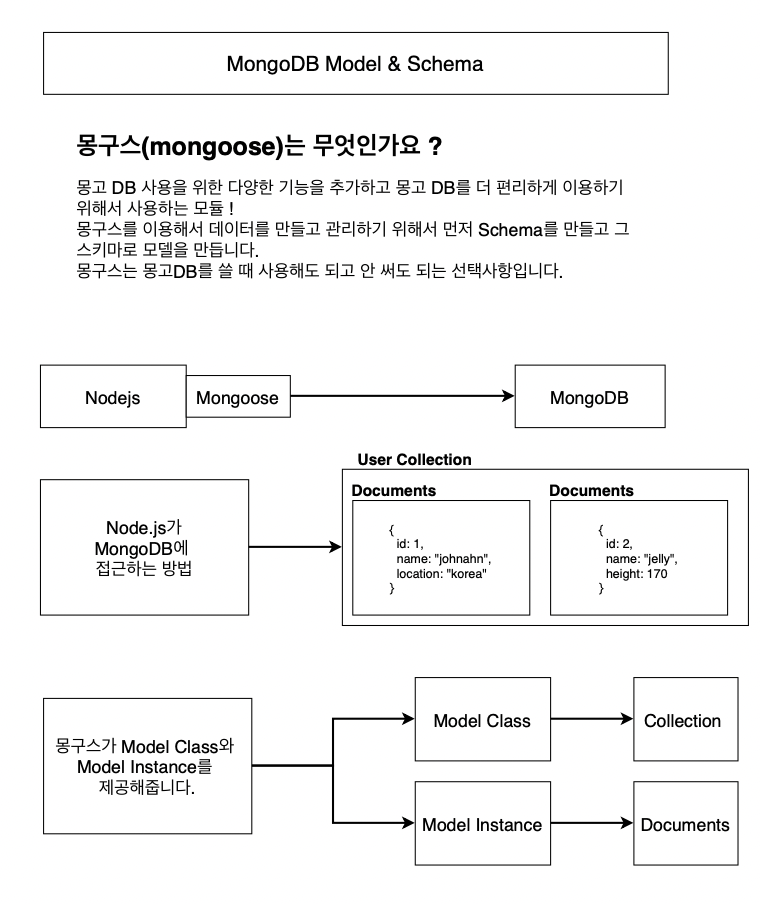 MongoDB Model & Schema
몽구스(mongoose)는 무엇인가요 ?
몽고 DB 사용을 위한 다양한 기능을 추가하고 몽고 DB를 더 편리하게 이용하기
위해서 사용하는 모듈 !
몽구스를 이용해서 데이터를 만들고 관리하기 위해서 먼저 Schema를 만들고 그
스키마로 모델을 만듭니다.
몽구스는 몽고DB를 쓸 때 사용해도 되고 안 써도 되는 선택사항입니다.
Nodejs
Mongoose
MongoDB
Node.js가
MongoDB에
접근하는 방법
User Collection
Documents
{
id: 1,
name: "johnahn",
location: "korea"
}
Documents
{
id: 2,
name: "jelly",
height: 170
}
몽구스가 Model Class와
Model Instance를
제공해줍니다.
Model Class
Collection
Model Instance
Documents